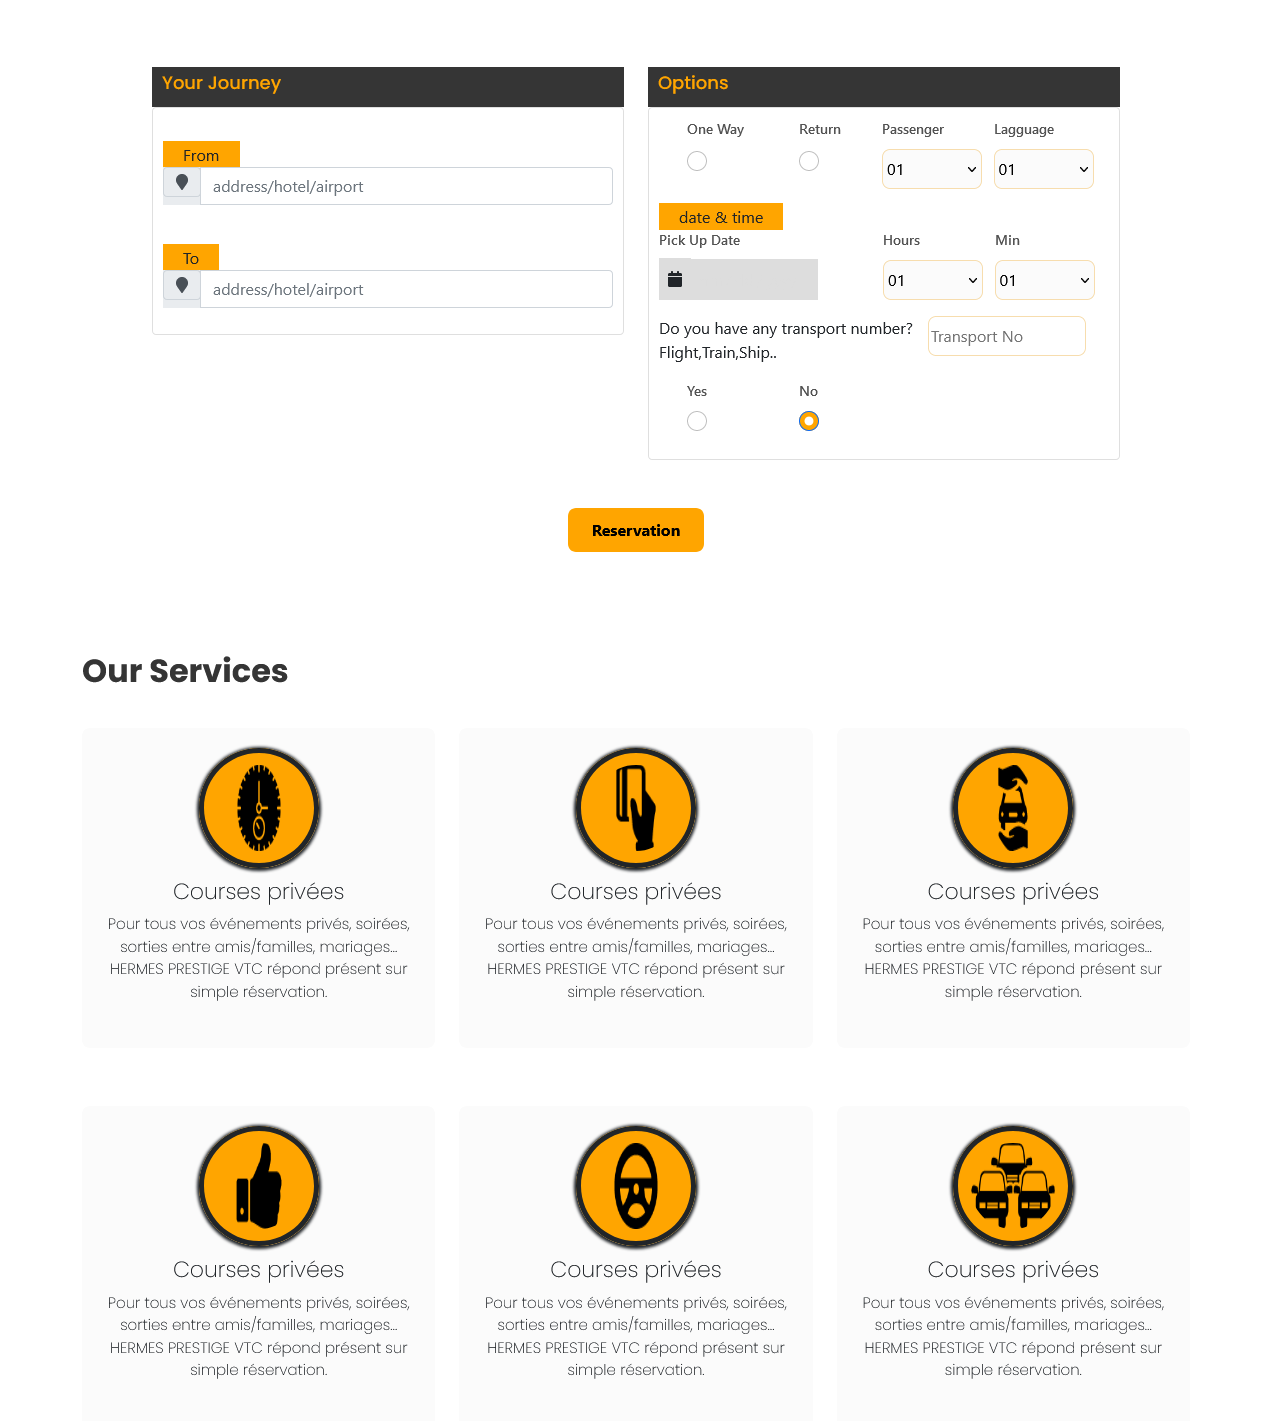 Your Journey
From
address/hotel/airport
To
address/hotel/airport
Options
One Way Return Passenger Lagguage
01 01
date & time
Pick Up Date Hours Min
01 01
Do you have any transport number?
Flight,Train,Ship..
Transport No
Yes No
Reservation
Our Services
Courses privées
Pour tous vos événements privés, soirées,
sorties entre amis/familles, mariages...
HERMES PRESTIGE VTC répond présent sur
simple réservation.
Courses privées
Pour tous vos événements privés, soirées,
sorties entre amis/familles, mariages...
HERMES PRESTIGE VTC répond présent sur
simple réservation.
Courses privées
Pour tous vos événements privés, soirées,
sorties entre amis/familles, mariages...
HERMES PRESTIGE VTC répond présent sur
simple réservation.
Courses privées
Pour tous vos événements privés, soirées,
sorties entre amis/familles, mariages...
HERMES PRESTIGE VTC répond présent sur
simple réservation.
Courses privées
Pour tous vos événements privés, soirées,
sorties entre amis/familles, mariages...
HERMES PRESTIGE VTC répond présent sur
simple réservation.
Courses privées
Pour tous vos événements privés, soirées,
sorties entre amis/familles, mariages...
HERMES PRESTIGE VTC répond présent sur
simple réservation.